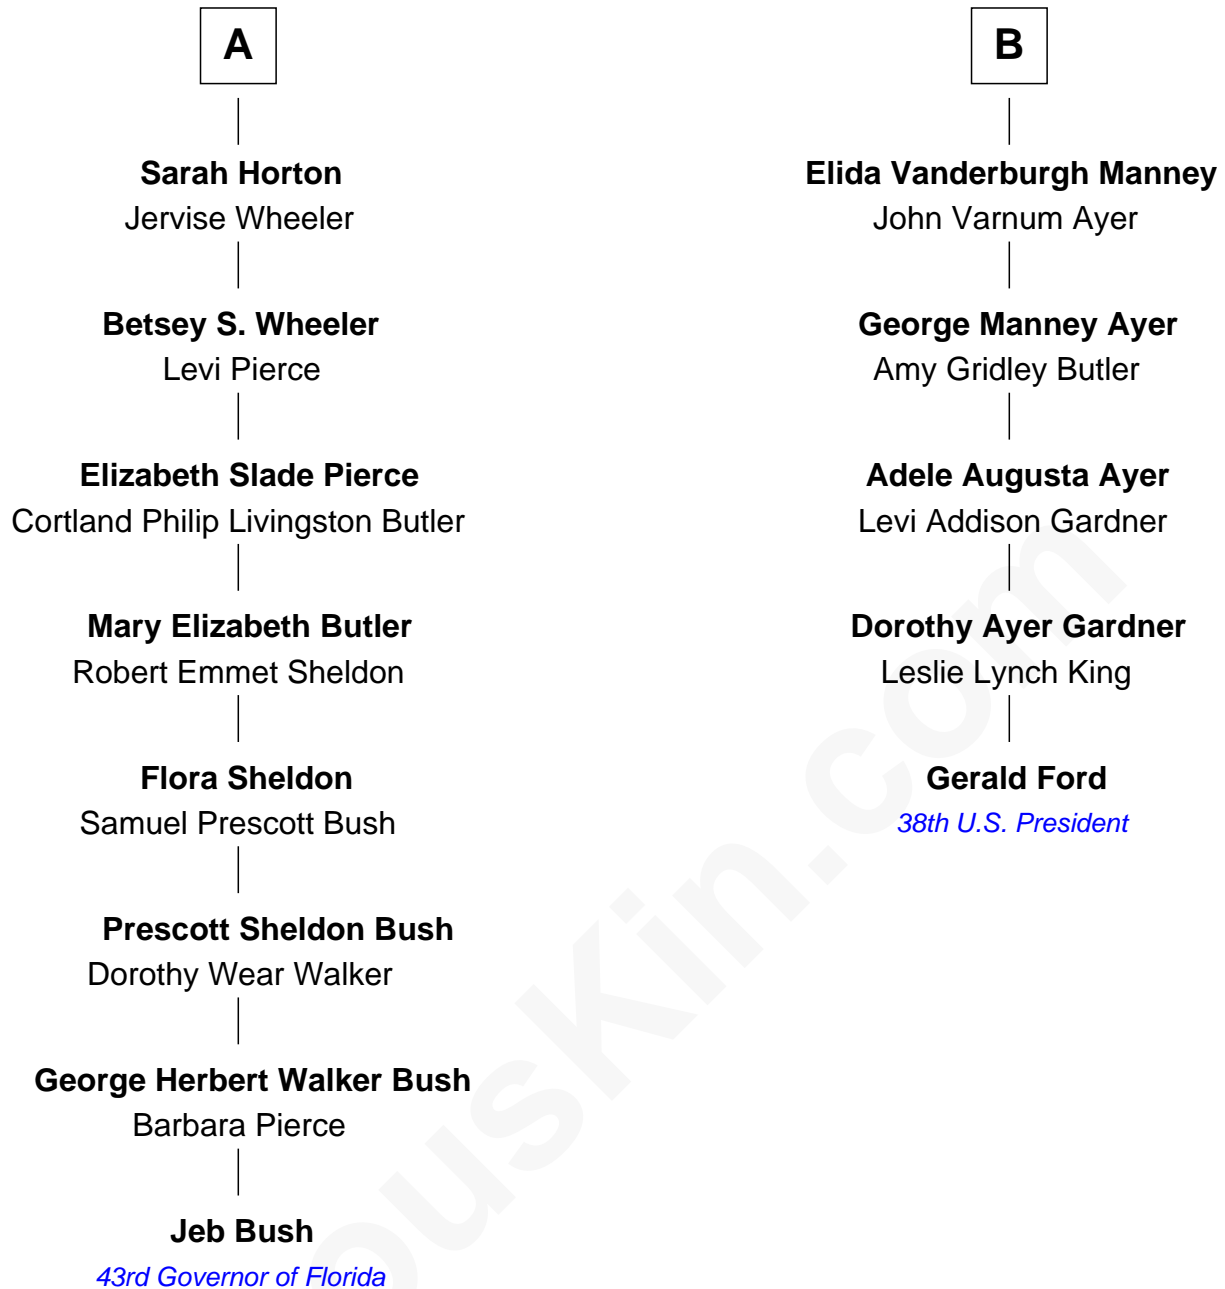 A
Sarah Horton
Jervise Wheeler
Betsey S. Wheeler
Levi Pierce
Elizabeth Slade Pierce
Cortland Philip Livingston Butler
Mary Elizabeth Butler
Robert Emmet Sheldon
Flora Sheldon
Samuel Prescott Bush
Prescott Sheldon Bush
Dorothy Wear Walker
George Herbert Walker Bush
Barbara Pierce
Jeb Bush
43rd Governor of Florida
B
Elida Vanderburgh Manney
John Varnum Ayer
George Manney Ayer
Amy Gridley Butler
Adele Augusta Ayer
Levi Addison Gardner
Dorothy Ayer Gardner
Leslie Lynch King
Gerald Ford
38th U.S. President
ousKin.com